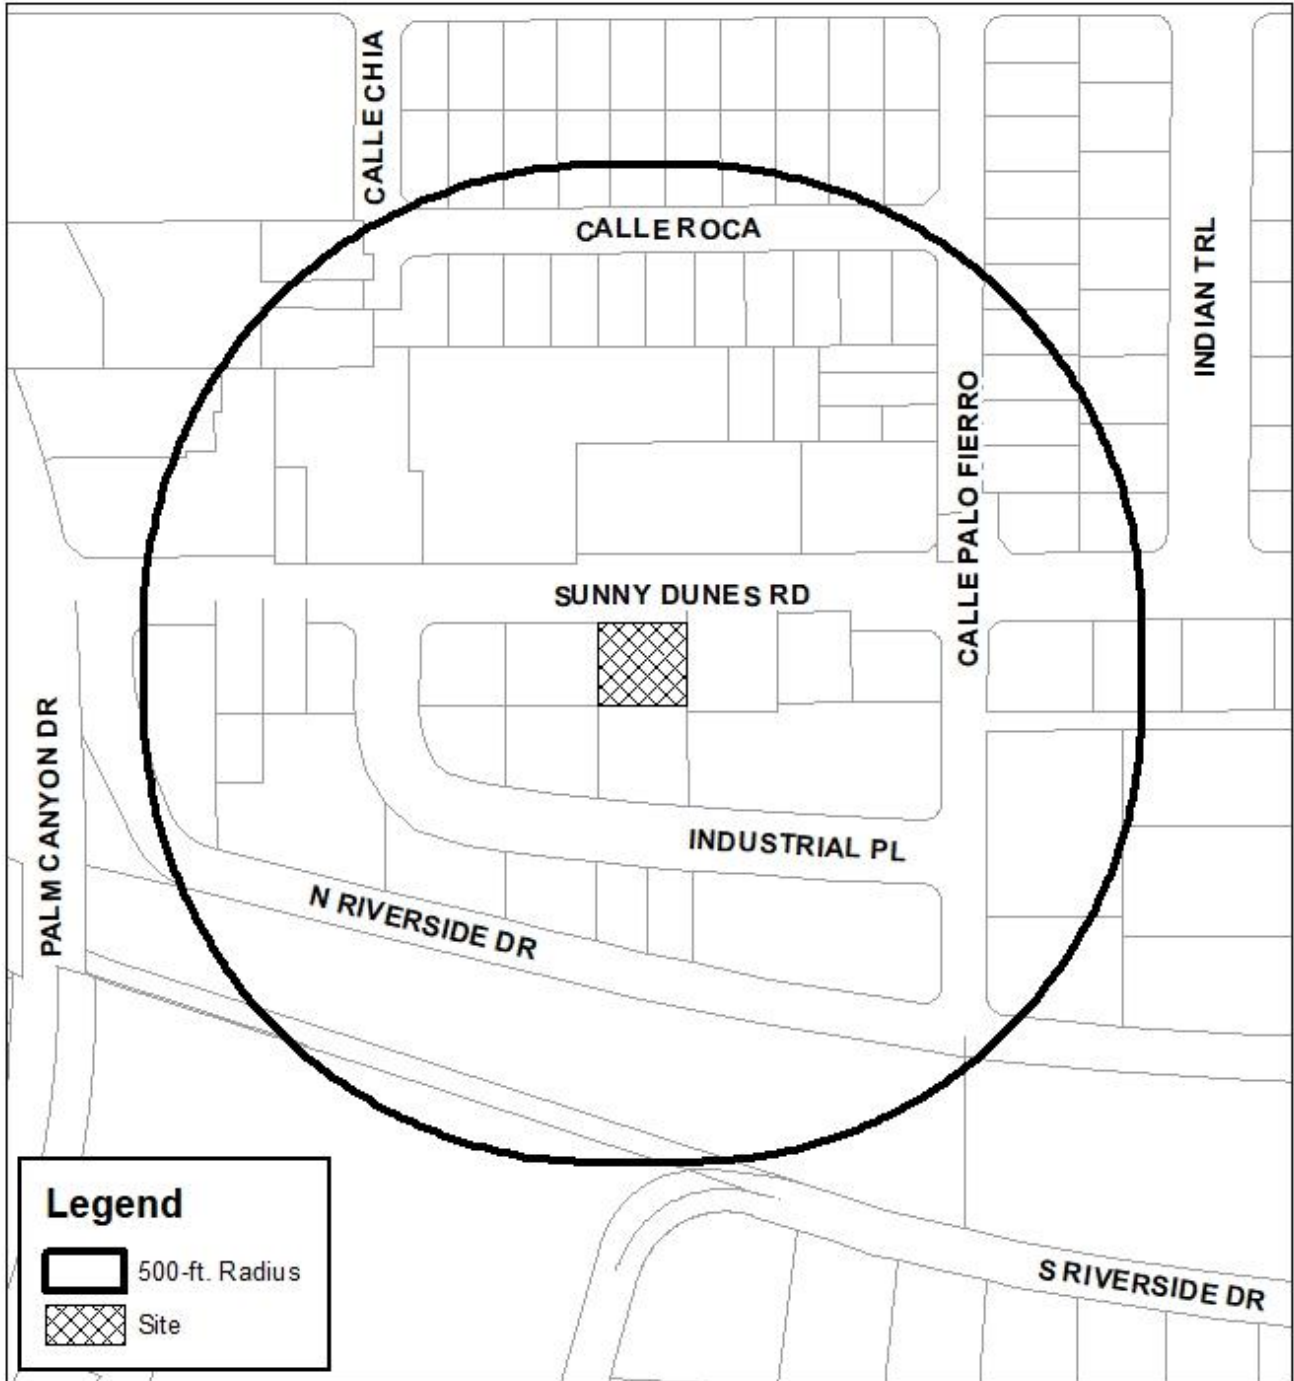 CALLE CHIA
CALLE ROCA
INDIAN TRL
CALLE PALO FIERRO
SUNNY DUNES RD
PALM CANYON DR
INDUSTRIAL PL
N RIVERSIDE DR
S RIVERSIDE DR
Legend
500-ft. Radius
Site